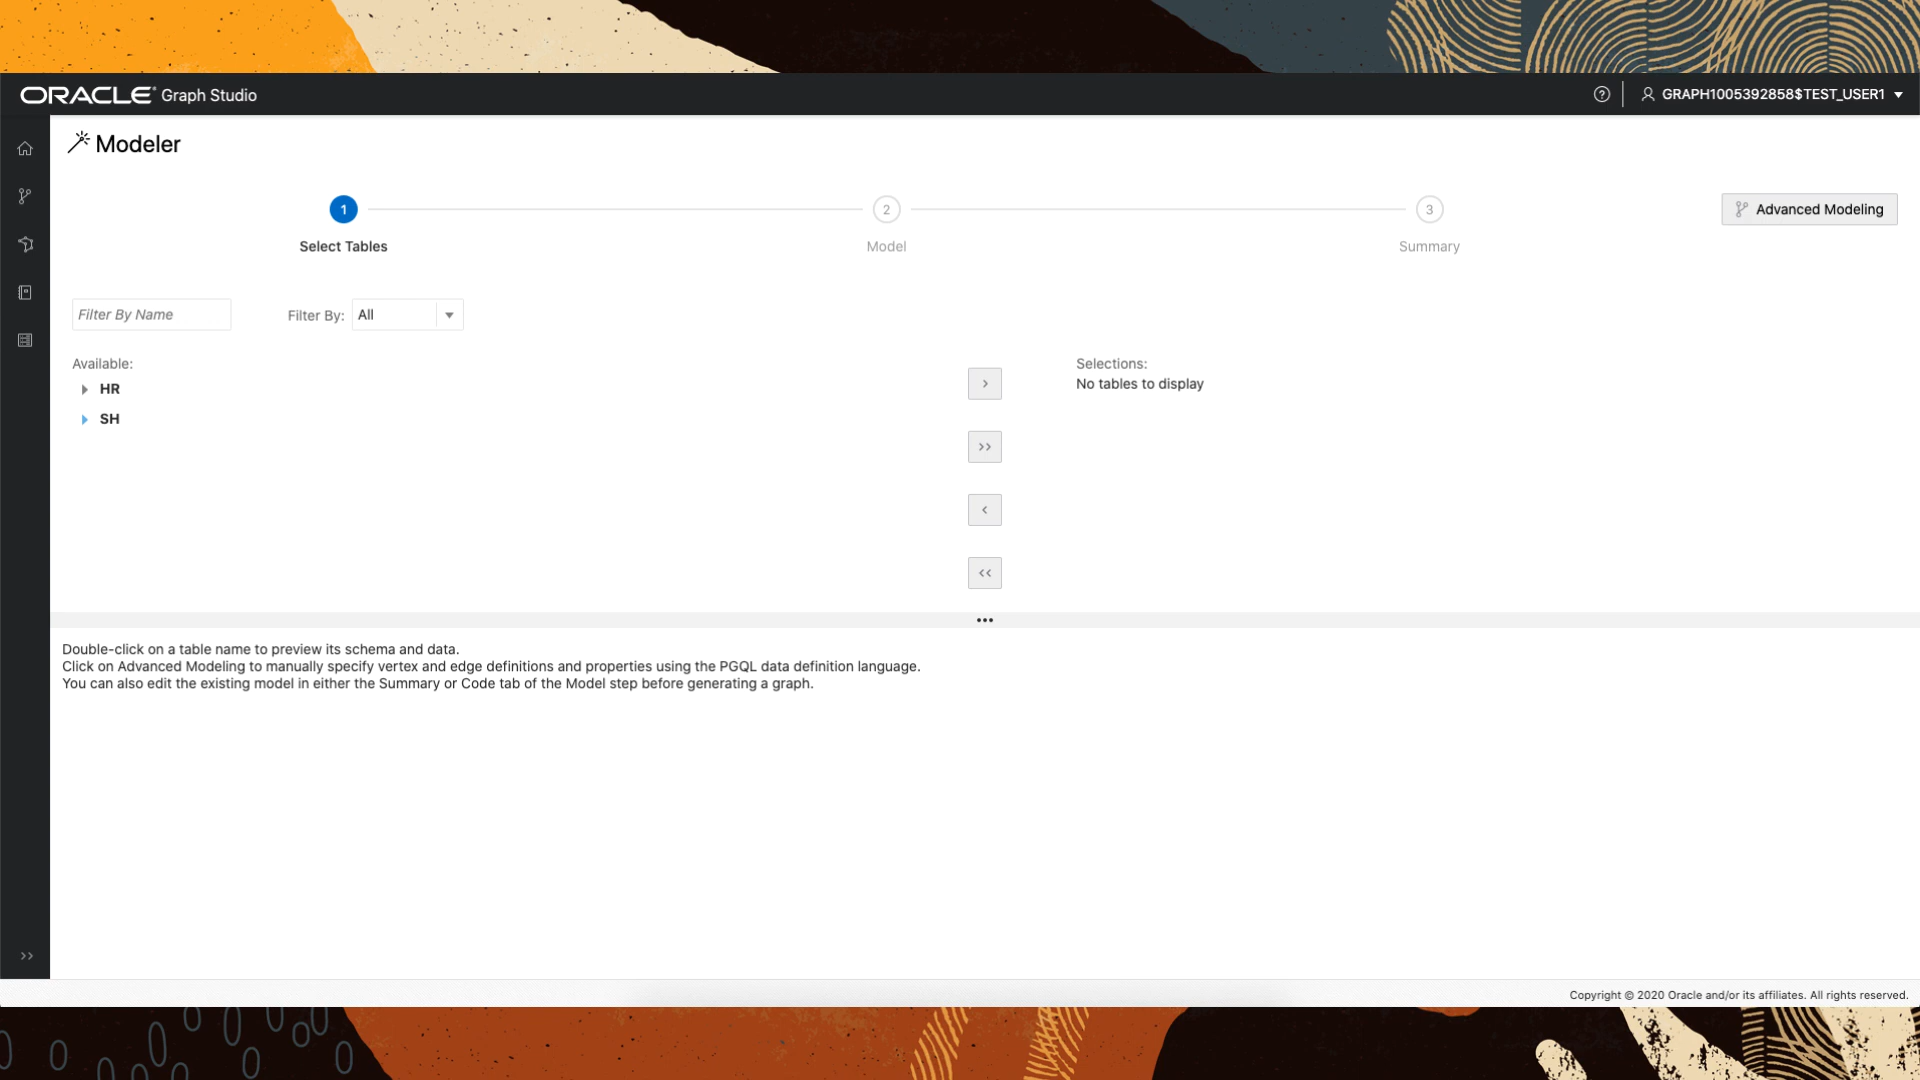 ORACLE Graph Studio
GRAPH1005392858$TEST_USER1
Modeler
1
2
3
Advanced Modeling
Select Tables
Model
Summary
Filter By Name
Filter By:
All
Available:
HR
SH
>
>>
<
<<
Selections:
No tables to display
Double-click on a table name to preview its schema and data.
Click on Advanced Modeling to manually specify vertex and edge definitions and properties using the PGQL data definition language.
You can also edit the existing model in either the Summary or Code tab of the Model step before generating a graph.
Copyright © 2020 Oracle and/or its affiliates. All rights reserved.